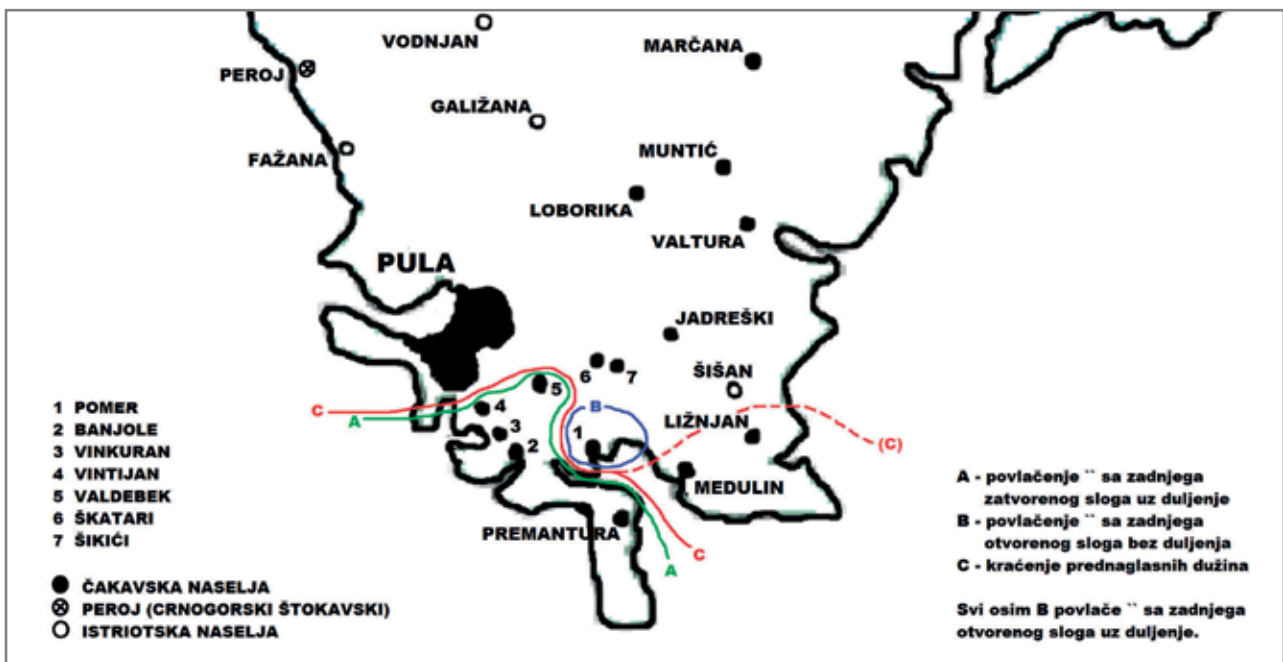 VODNJAN
MARČANA
PEROJ
GALIŽANA
FAŽANA
MUNTIĆ
LOBORIKA
VALTURA
PULA
JADREŠKI
6
7
ŠIŠAN
5
C
A
4
B
LIŽNJAN
3
1
(C)
2
MEDULIN
PREMANTURA
C
A
1 POMER
2 BANJOLE
3 VINKURAN
4 VINTIJAN
5 VALDEBEK
6 ŠKATARI
7 ŠIKIĆI
ČAKAVSKA NASELJA
PEROJ (CRNOGORSKI ŠTOKAVSKI)
ISTRIOTSKA NASELJA
A - povlačenje `` sa zadnjega
zatvorenog sloga uz duljenje
B - povlačenje `` sa zadnjega
otvorenog sloga bez duljenja
C - kraćenje prednaglasnih dužina
Svi osim B povlače `` sa zadnjega
otvorenog sloga uz duljenje.